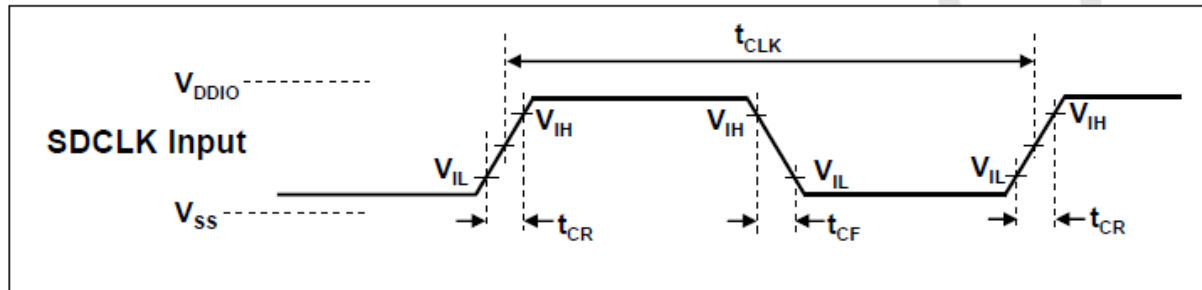 tCLK
VDDIO
SDCLK Input
VIH
VIH
VIH
VIL
VIL
VIL
VSS
tCR
tCF
tCR